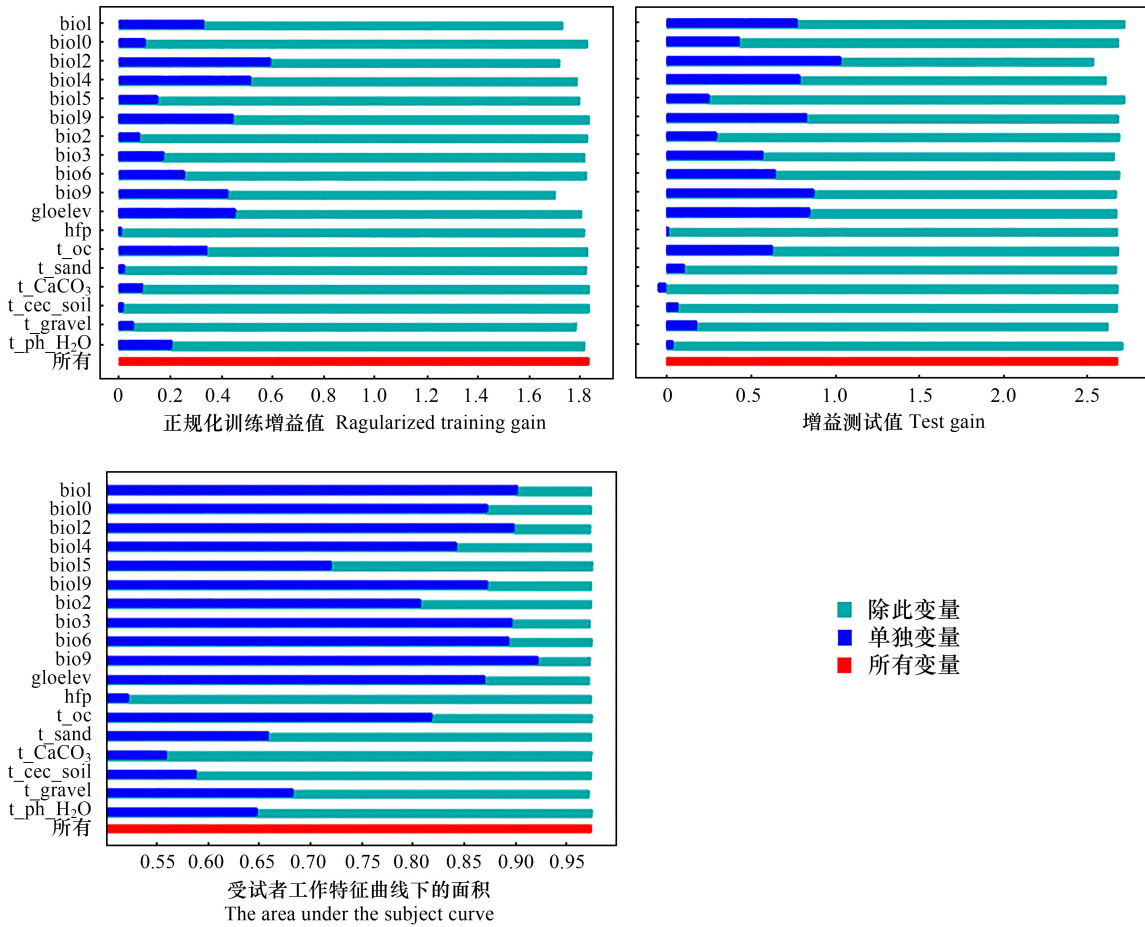 biol
biol0
biol2
biol4
biol5
biol9
bio2
bio3
bio6
bio9
gloelev
hfp
t_oc
t_sand
t_CaCO₃
t_cec_soil
t_gravel
t_ph_H₂O
所有
0 0.2 0.4 0.6 0.8 1.0 1.2 1.4 1.6 1.8
正规化训练增益值 Ragularized training gain
0 0.5 1.0 1.5 2.0 2.5
增益测试值 Test gain
biol
biol0
biol2
biol4
biol5
biol9
bio2
bio3
bio6
bio9
gloelev
hfp
t_oc
t_sand
t_CaCO₃
t_cec_soil
t_gravel
t_ph_H₂O
所有
0.55 0.60 0.65 0.70 0.75 0.80 0.85 0.90 0.95
受试者工作特征曲线下的面积
The area under the subject curve
除此变量
单独变量
所有变量